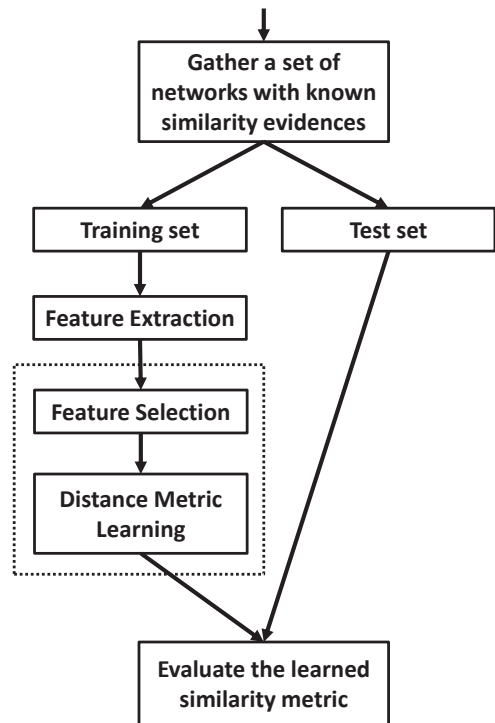 Gather a set of
networks with known
similarity evidences
Training set
Test set
Feature Extraction
Feature Selection
Distance Metric
Learning
Evaluate the learned
similarity metric